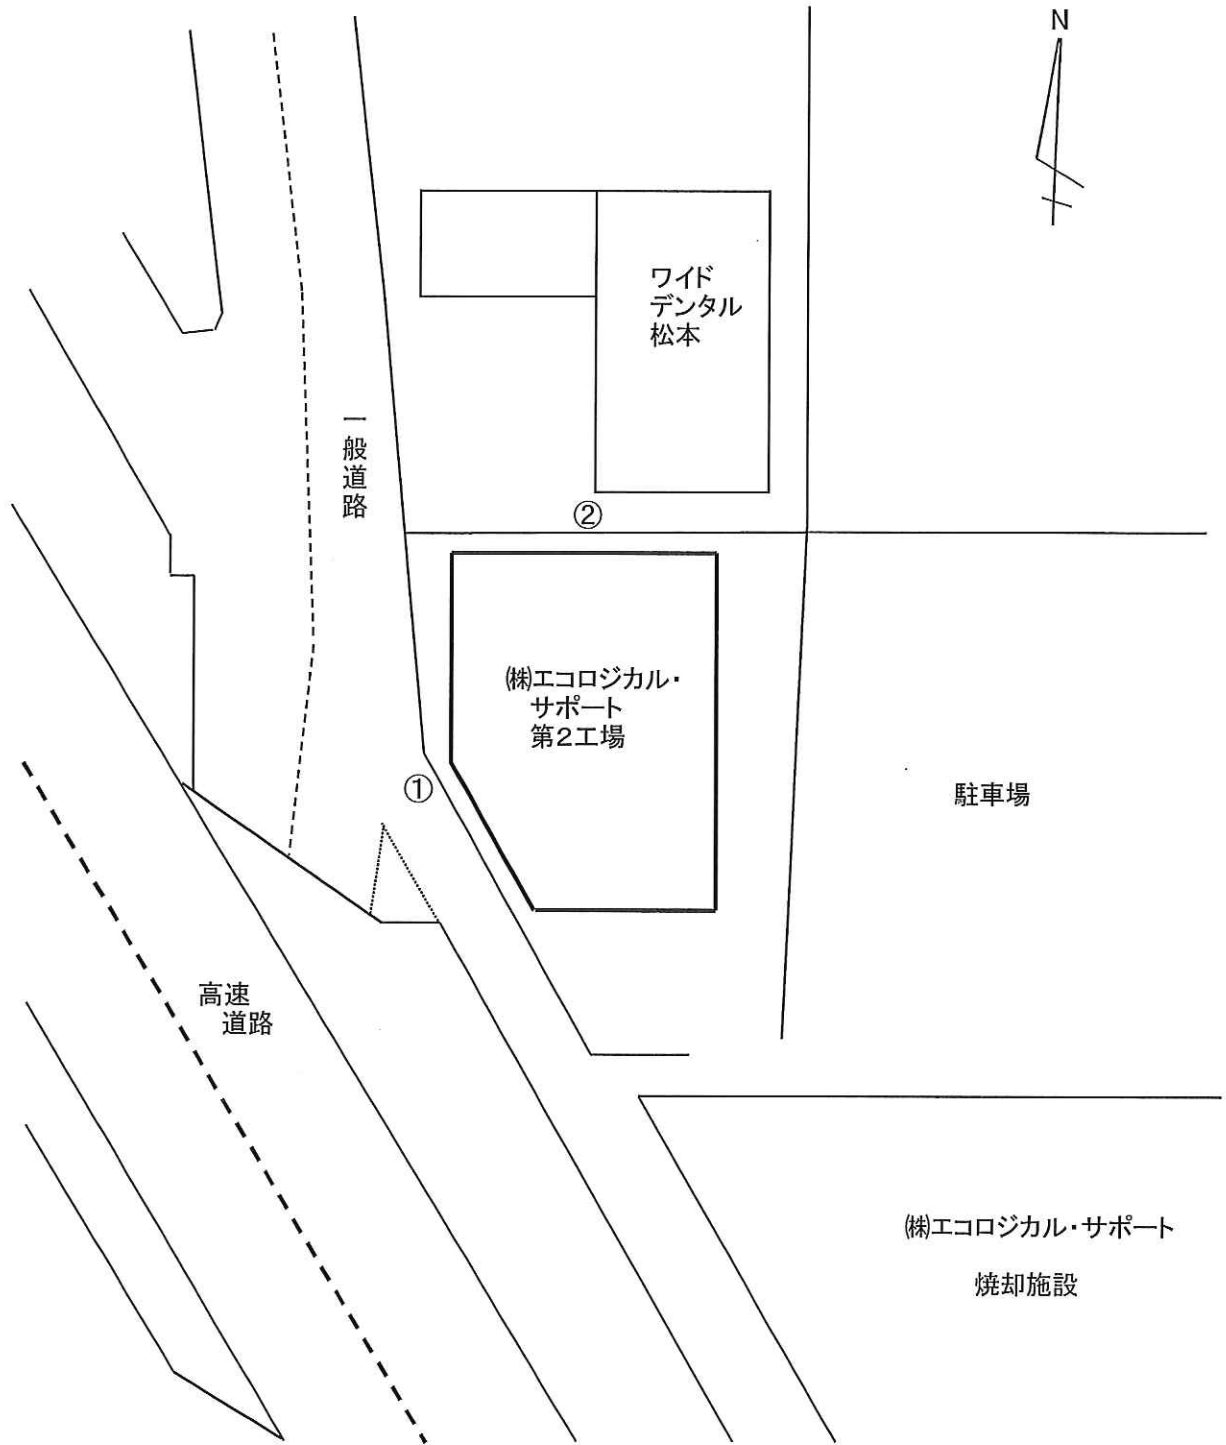 N
ワイド
デンタル
松本
一般道路
②
㈱エコロジカル・
サポート
第2工場
①
駐車場
高速
道路
㈱エコロジカル・サポート
焼却施設